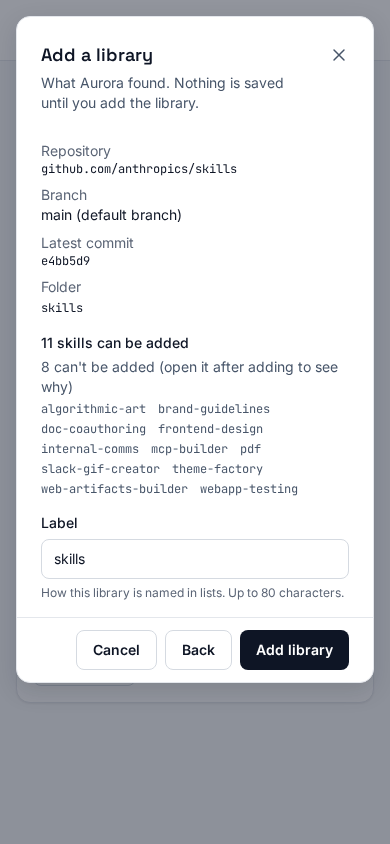 Add a library
What Aurora found. Nothing is saved
until you add the library.
Repository
github.com/anthropics/skills
Branch
main (default branch)
Latest commit
e4bb5d9
Folder
skills
11 skills can be added
8 can't be added (open it after adding to see
why)
algorithmic-art brand-guidelines
doc-coauthoring frontend-design
internal-comms mcp-builder pdf
slack-gif-creator theme-factory
web-artifacts-builder webapp-testing
Label
skills
How this library is named in lists. Up to 80 characters.
Cancel Back Add library